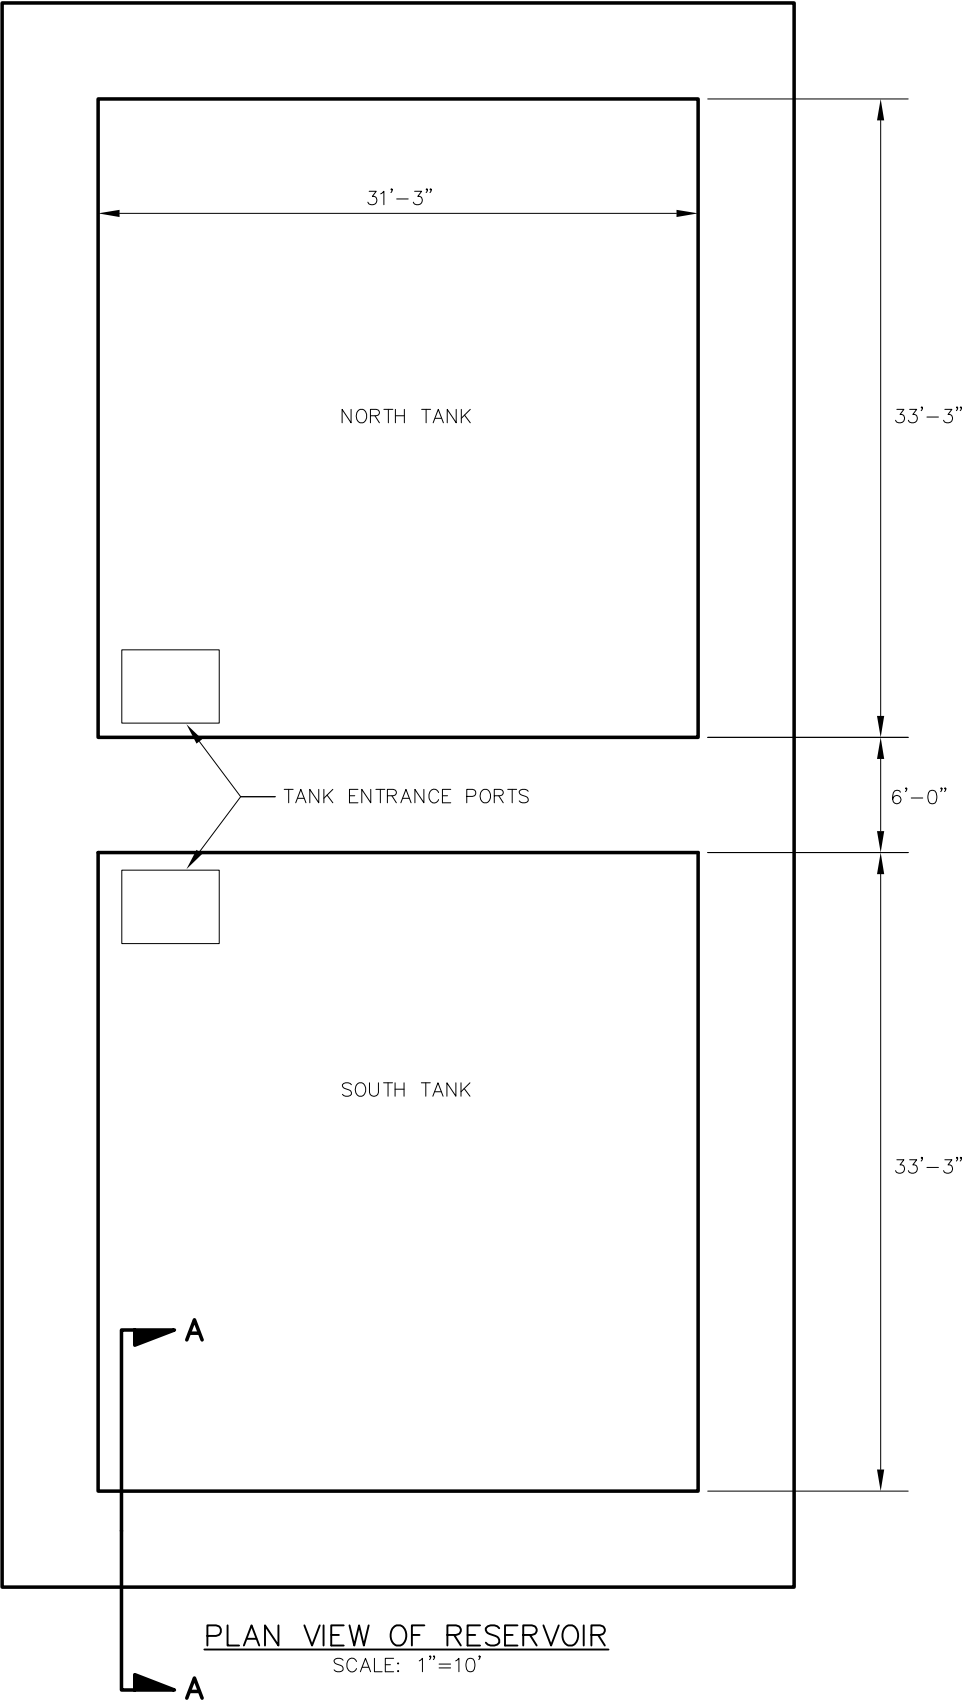 31'-3"
NORTH TANK
33'-3"
TANK ENTRANCE PORTS
6'-0"
SOUTH TANK
33'-3"
A
PLAN VIEW OF RESERVOIR
SCALE: 1"=10'
A